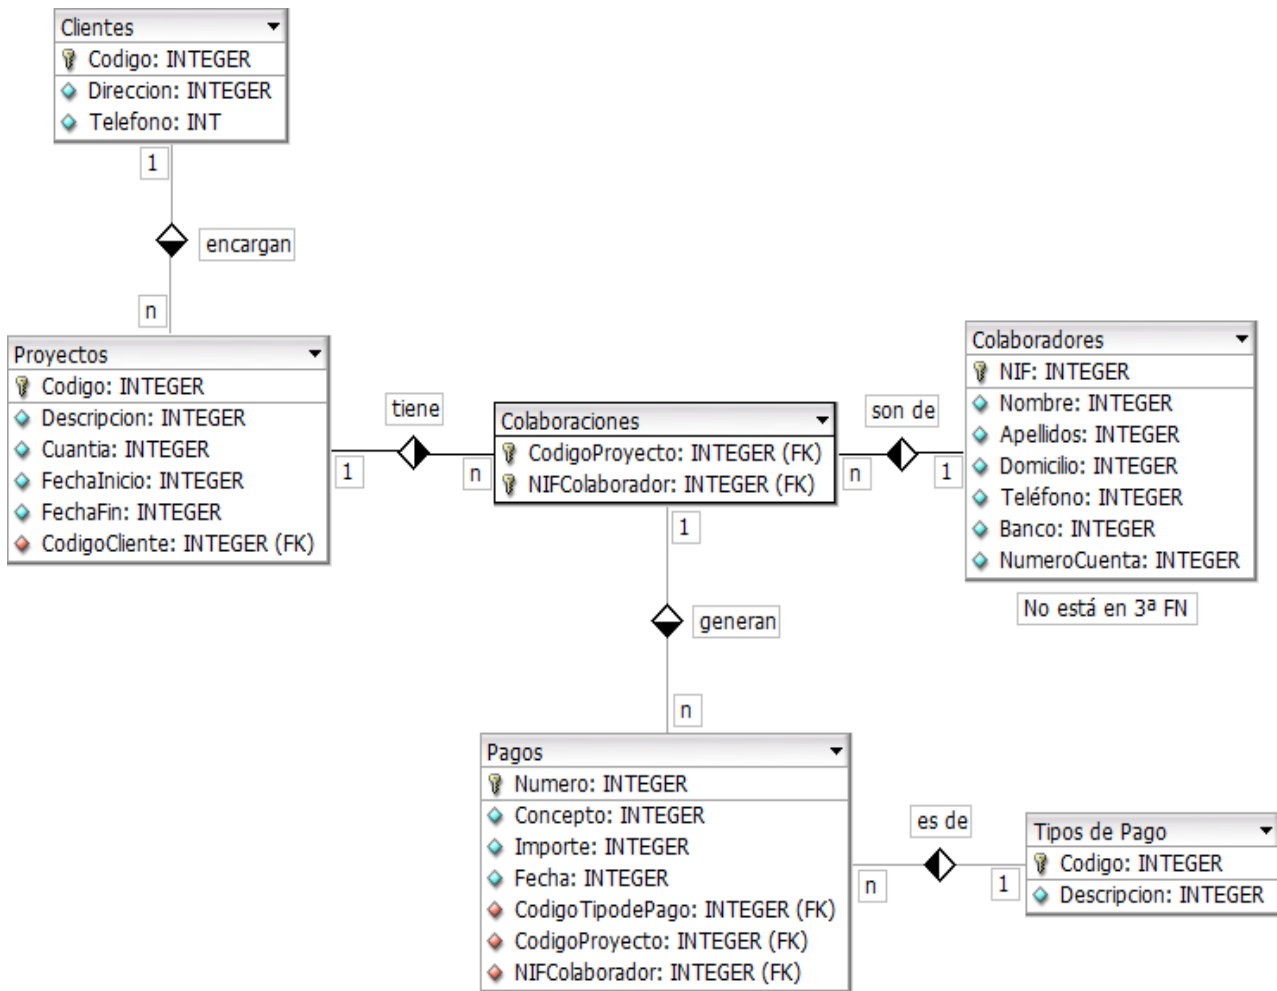 Clientes
Codigo: INTEGER
Direccion: INTEGER
Telefono: INT
1
encargan
n
Proyectos
Codigo: INTEGER
Descripcion: INTEGER
Cuantia: INTEGER
FechaInicio: INTEGER
FechaFin: INTEGER
CodigoCliente: INTEGER (FK)
tiene
1
n
Colaboraciones
CodigoProyecto: INTEGER (FK)
NIFColaborador: INTEGER (FK)
son de
n
1
Colaboradores
NIF: INTEGER
Nombre: INTEGER
Apellidos: INTEGER
Domicilio: INTEGER
Teléfono: INTEGER
Banco: INTEGER
NumeroCuenta: INTEGER
No está en 3ª FN
1
generan
n
Pagos
Numero: INTEGER
Concepto: INTEGER
Importe: INTEGER
Fecha: INTEGER
CodigoTipodePago: INTEGER (FK)
CodigoProyecto: INTEGER (FK)
NIFColaborador: INTEGER (FK)
es de
n
1
Tipos de Pago
Codigo: INTEGER
Descripcion: INTEGER